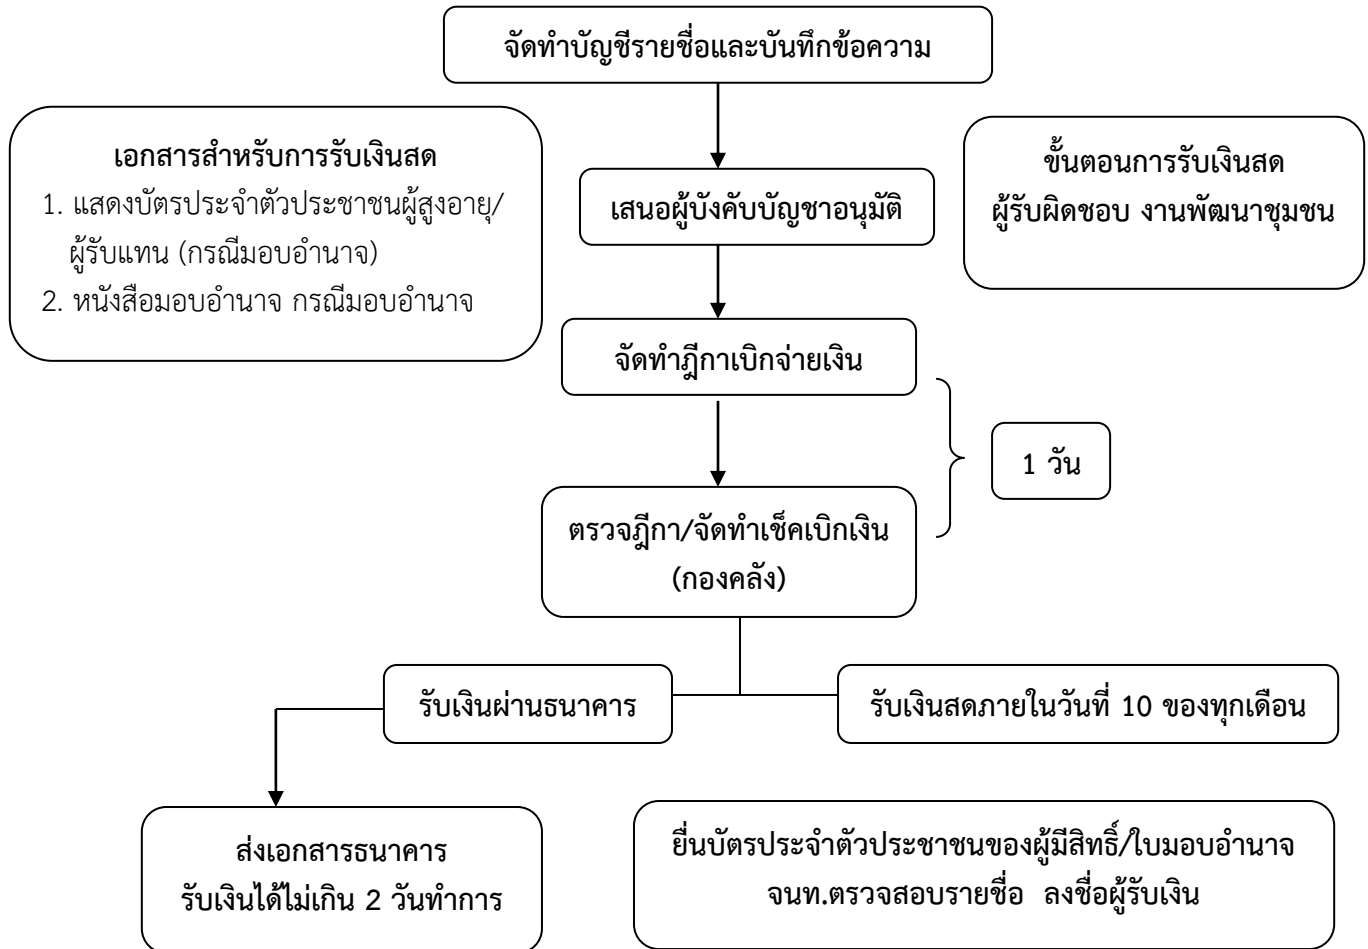 จัดทำบัญชีรายชื่อและบันทึกข้อความ
เอกสารสำหรับการรับเงินสด
1. แสดงบัตรประจำตัวประชาชนผู้สูงอายุ/
ผู้รับแทน (กรณีมอบอำนาจ)
2. หนังสือมอบอำนาจ กรณีมอบอำนาจ
เสนอผู้บังคับบัญชาอนุมัติ
ขั้นตอนการรับเงินสด
ผู้รับผิดชอบ งานพัฒนาชุมชน
จัดทำฎีกาเบิกจ่ายเงิน
1 วัน
ตรวจฎีกา/จัดทำเช็คเบิกเงิน
(กองคลัง)
รับเงินผ่านธนาคาร
รับเงินสดภายในวันที่ 10 ของทุกเดือน
ส่งเอกสารธนาคาร
รับเงินได้ไม่เกิน 2 วันทำการ
ยื่นบัตรประจำตัวประชาชนของผู้มีสิทธิ์/ใบมอบอำนาจ
จนท.ตรวจสอบรายชื่อ ลงชื่อผู้รับเงิน